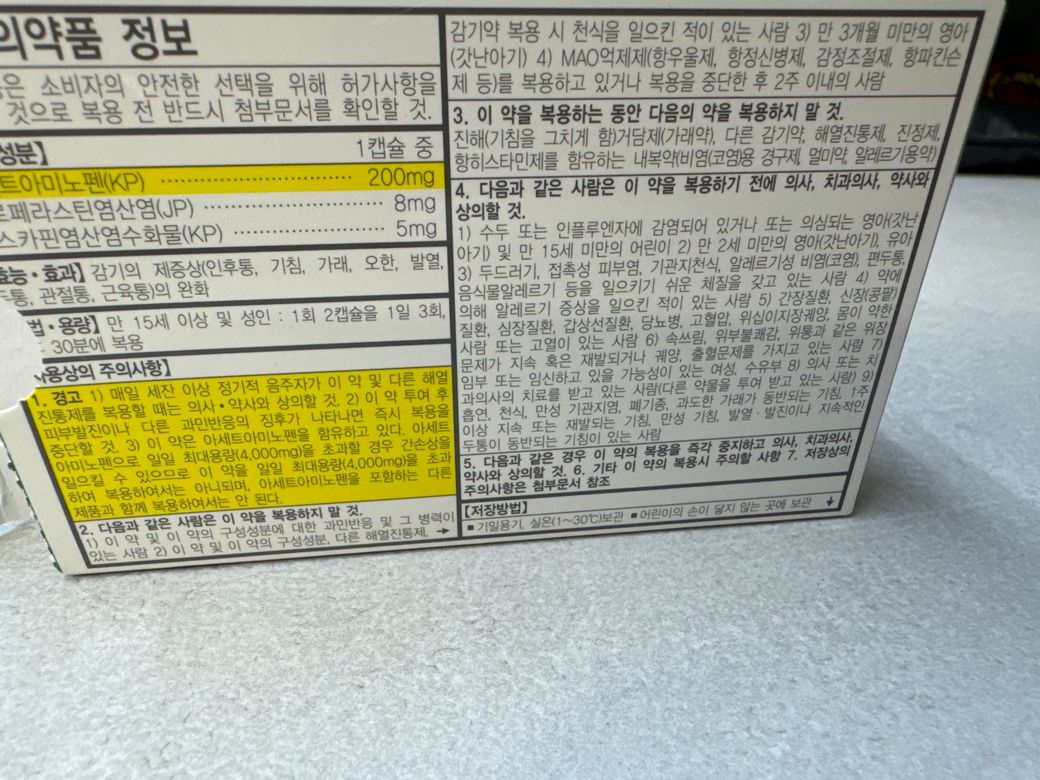 의약품 정보
은 소비자의 안전한 선택을 위해 허가사항을
것으로 복용 전 반드시 첨부문서를 확인할 것.
성분】 1캡슐 중
트아미노펜(KP) ································ 200mg
로페라스틴염산염(JP) ···························· 8mg
스카핀염산염수화물(KP) ······················· 5mg
효능·효과】 감기의 제증상(인후통, 기침, 가래, 오한, 발열,
두통, 관절통, 근육통)의 완화
법·용량】 만 15세 이상 및 성인 : 1회 2캡슐을 1일 3회,
30분에 복용
사용상의 주의사항】
1. 경고 1) 매일 세잔 이상 정기적 음주자가 이 약 및 다른 해열
진통제를 복용할 때는 의사·약사와 상의할 것. 2) 이 약 투여 후
피부발진이나 다른 과민반응의 징후가 나타나면 즉시 복용을
중단할 것. 3) 이 약은 아세트아미노펜을 함유하고 있다. 아세트
아미노펜으로 일일 최대용량(4,000mg)을 초과할 경우 간손상을
일으킬 수 있으므로 이 약을 일일 최대용량(4,000mg)을 초과
하여 복용하여서는 아니되며, 아세트아미노펜을 포함하는 다른
제품과 함께 복용하여서는 안 된다.
2. 다음과 같은 사람은 이 약을 복용하지 말 것.
1) 이 약 및 이 약의 구성성분에 대한 과민반응 및 그 병력이
있는 사람 2) 이 약 및 이 약의 구성성분, 다른 해열진통제, →
감기약 복용 시 천식을 일으킨 적이 있는 사람 3) 만 3개월 미만의 영아
(갓난아기) 4) MAO억제제(항우울제, 항정신병제, 감정조절제, 항파킨슨
제 등)를 복용하고 있거나 복용을 중단한 후 2주 이내의 사람
3. 이 약을 복용하는 동안 다음의 약을 복용하지 말 것.
진해(기침을 그치게 함)거담제(가래약), 다른 감기약, 해열진통제, 진정제,
항히스타민제를 함유하는 내복약(비염(코염)용 경구제, 멀미약, 알레르기용약)
4. 다음과 같은 사람은 이 약을 복용하기 전에 의사, 치과의사, 약사와
상의할 것.
1) 수두 또는 인플루엔자에 감염되어 있거나 또는 의심되는 영아(갓난
아기) 및 만 15세 미만의 어린이 2) 만 2세 미만의 영아(갓난아기), 유아
3) 두드러기, 접촉성 피부염, 기관지천식, 알레르기성 비염(코염), 편두통,
음식물알레르기 등을 일으키기 쉬운 체질을 갖고 있는 사람 4) 약에
의해 알레르기 증상을 일으킨 적이 있는 사람 5) 간장질환, 신장(콩팥)
질환, 심장질환, 갑상선질환, 당뇨병, 고혈압, 위십이지장궤양, 몸이 약한
사람 또는 고열이 있는 사람 6) 속쓰림, 위부불쾌감, 위통과 같은 위장
문제가 지속 혹은 재발되거나 궤양, 출혈문제를 가지고 있는 사람 7)
임부 또는 임신하고 있을 가능성이 있는 여성, 수유부 8) 의사 또는 치
과의사의 치료를 받고 있는 사람(다른 약물을 투여 받고 있는 사람) 9)
흡연, 천식, 만성 기관지염, 폐기종, 과도한 가래가 동반되는 기침, 1주
이상 지속 또는 재발되는 기침, 만성 기침, 발열·발진이나 지속적인
두통이 동반되는 기침이 있는 사람
5. 다음과 같은 경우 이 약의 복용을 즉각 중지하고 의사, 치과의사,
약사와 상의할 것. 6. 기타 이 약의 복용시 주의할 사항 7. 저장상의
주의사항은 첨부문서 참조
【저장방법】
■ 기밀용기, 실온(1~30℃)보관 ■ 어린이의 손이 닿지 않는 곳에 보관 ↓